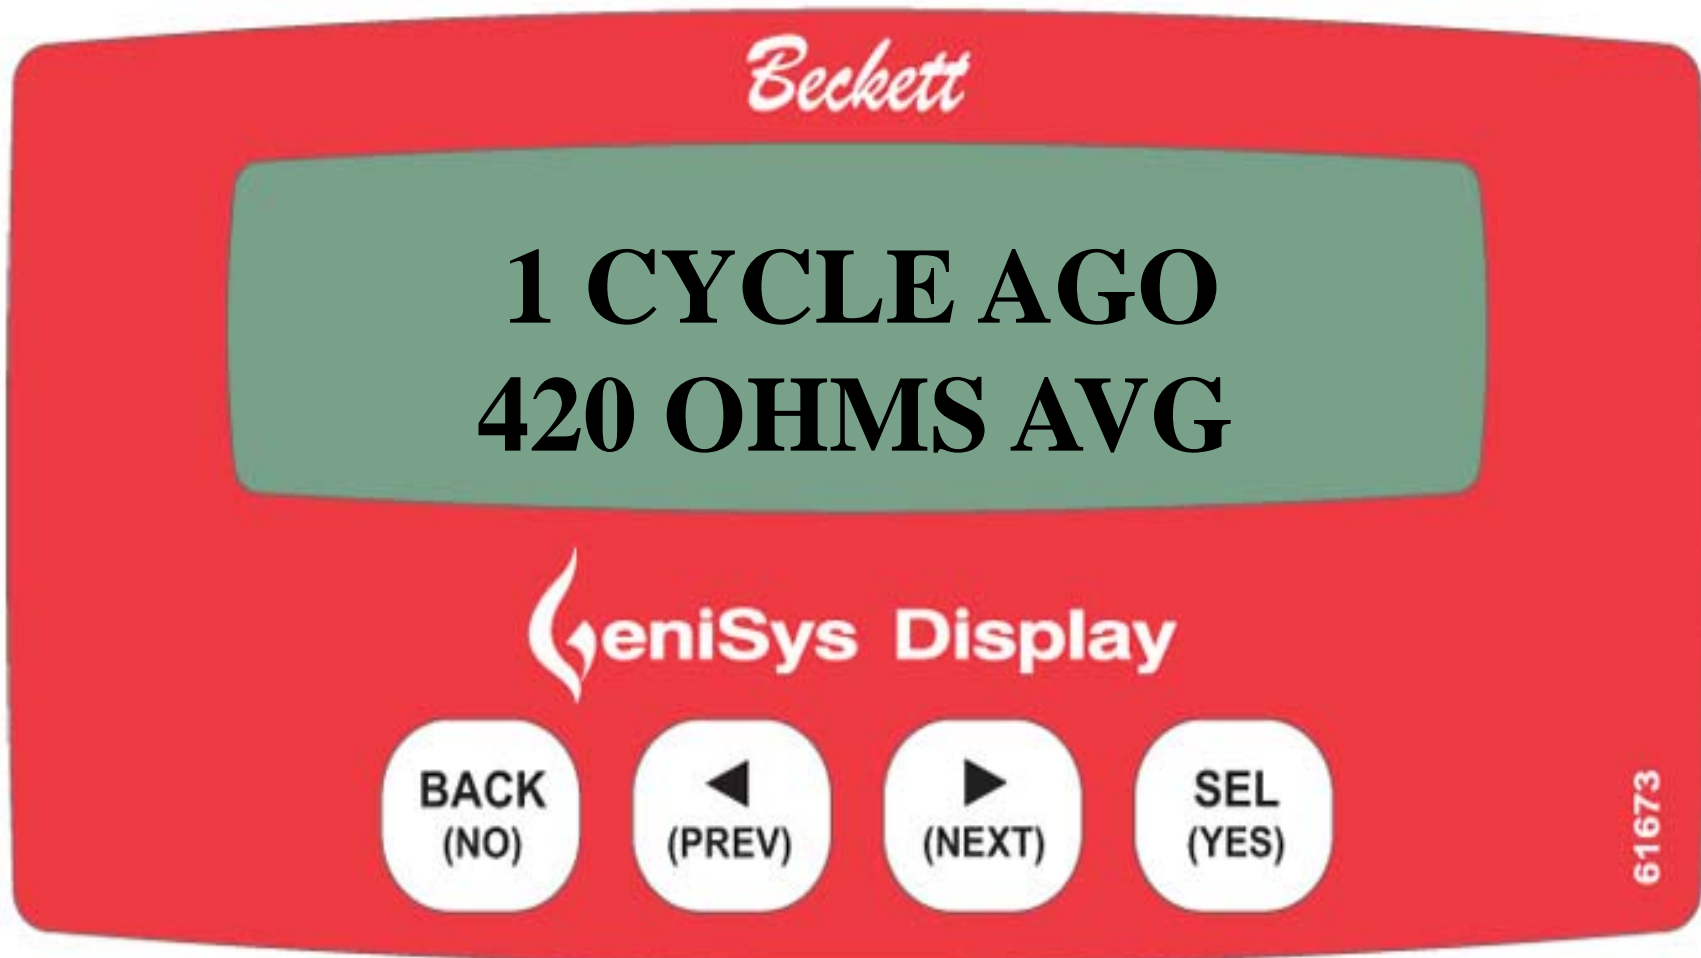 Beckett
1 CYCLE AGO
420 OHMS AVG
GeniSys Display
BACK
(NO)
◀
(PREV)
▶
(NEXT)
SEL
(YES)
61673